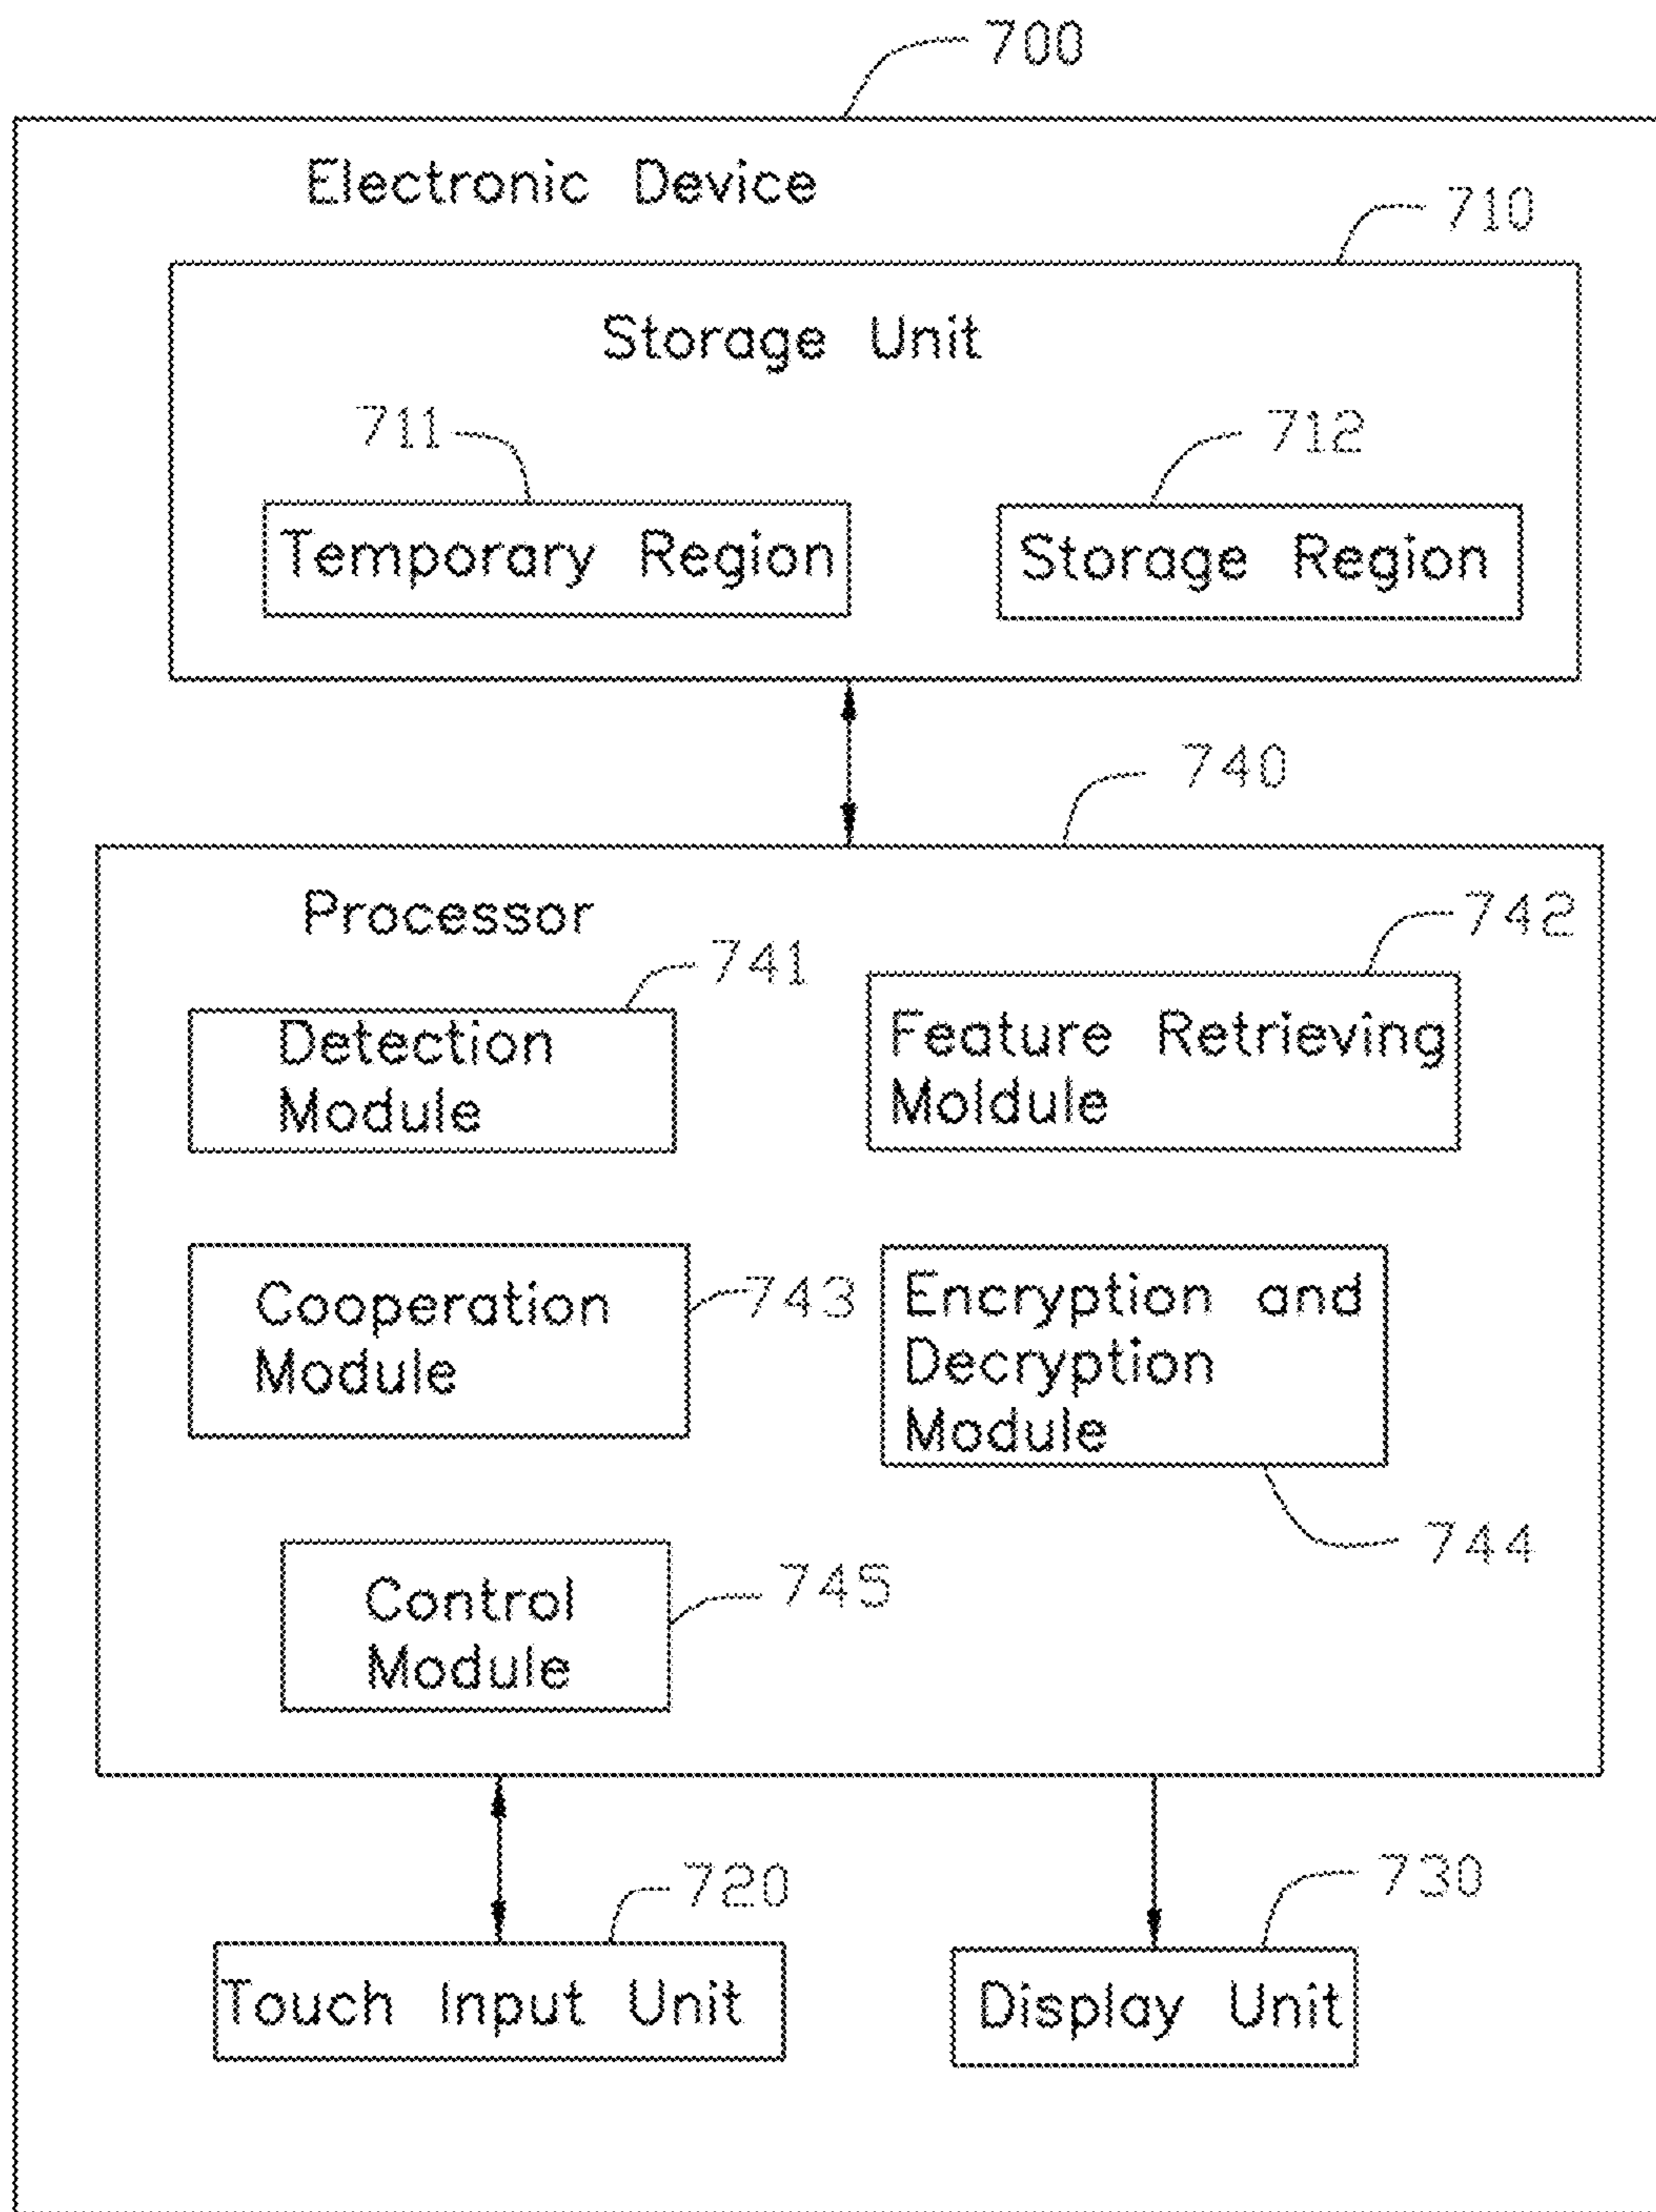 700
Electronic Device
710
Storage Unit
711
712
Temporary Region
Storage Region
740
Processor
741
742
Detection
Module
Feature Retrieving
Moldule
Cooperation
Module
743
Encryption and
Decryption
Module
744
Control
Module
745
720
730
Touch Input Unit
Display Unit